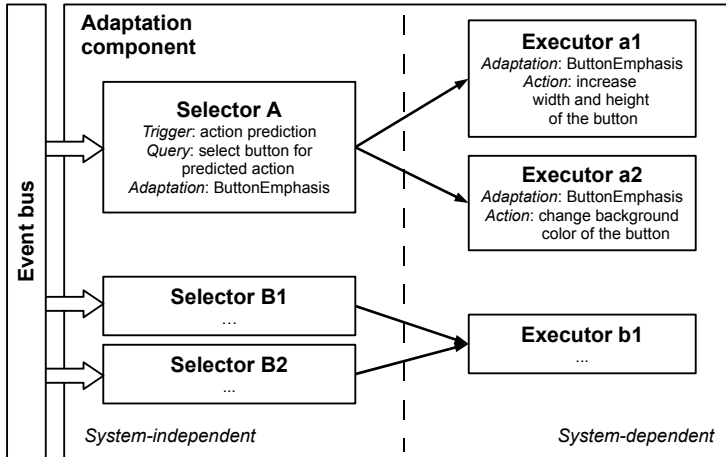 Event bus
Adaptation
component
Selector A
Trigger: action prediction
Query: select button for
predicted action
Adaptation: ButtonEmphasis
Executor a1
Adaptation: ButtonEmphasis
Action: increase
width and height
of the button
Executor a2
Adaptation: ButtonEmphasis
Action: change background
color of the button
Selector B1
...
Selector B2
...
Executor b1
...
System-independent
System-dependent